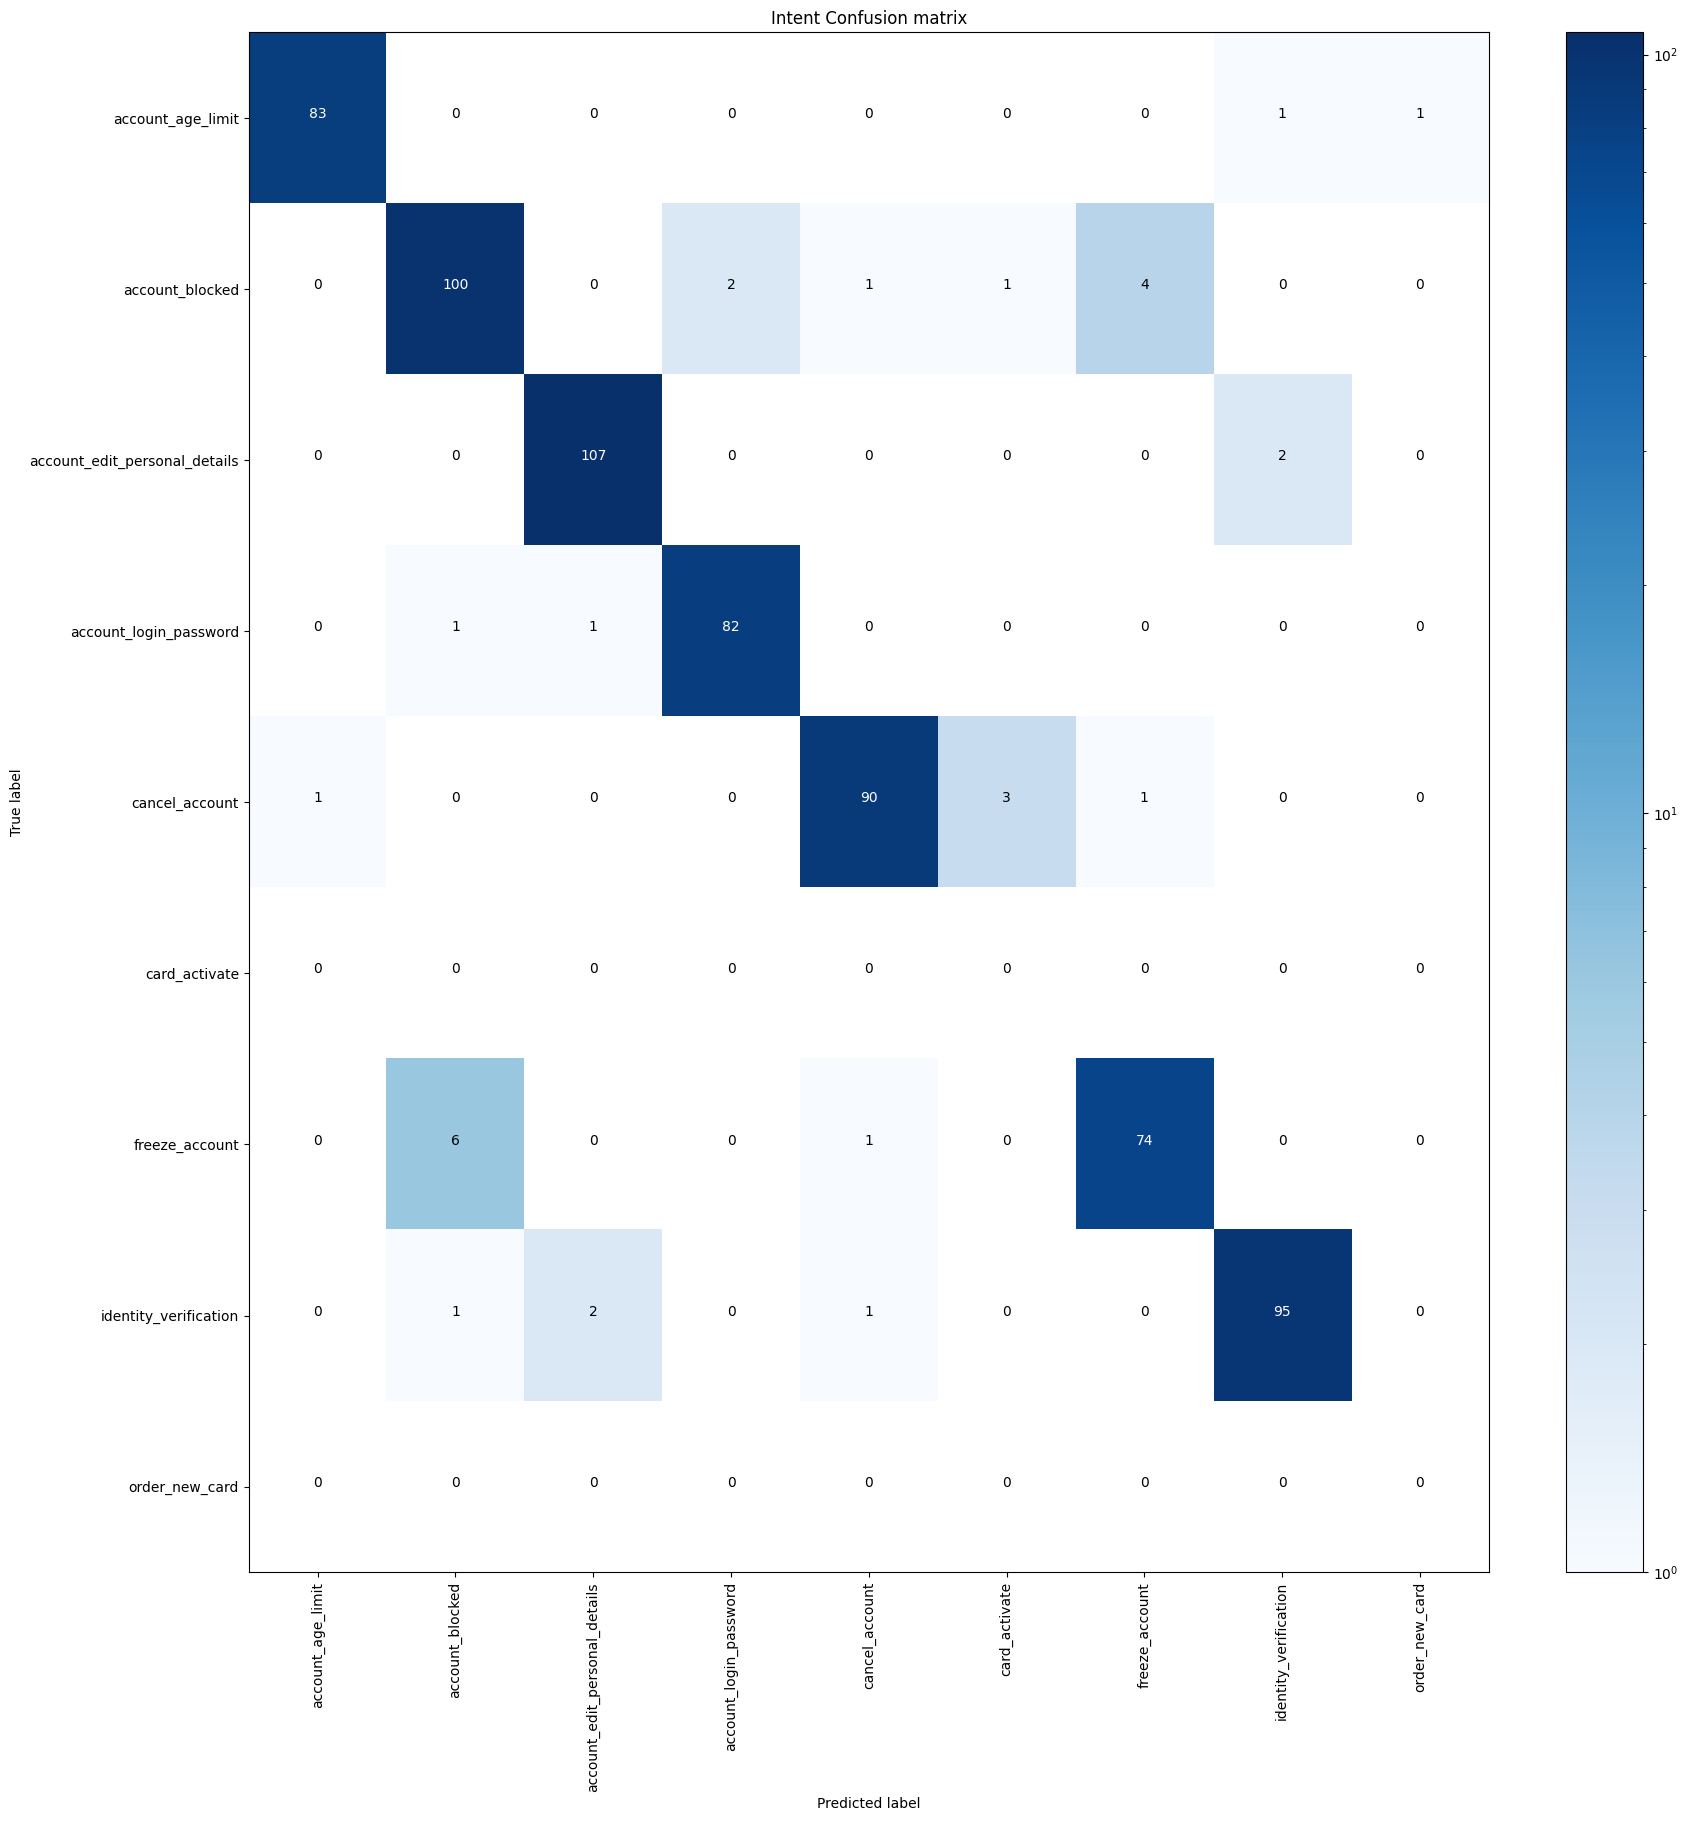 Intent Confusion matrix
account_age_limit 83 0 0 0 0 0 0 1 1
account_blocked 0 100 0 2 1 1 4 0 0
account_edit_personal_details 0 0 107 0 0 0 0 2 0
account_login_password 0 1 1 82 0 0 0 0 0
cancel_account 1 0 0 0 90 3 1 0 0
card_activate 0 0 0 0 0 0 0 0 0
freeze_account 0 6 0 0 1 0 74 0 0
identity_verification 0 1 2 0 1 0 0 95 0
order_new_card 0 0 0 0 0 0 0 0 0
True label
account_age_limit
account_blocked
account_edit_personal_details
account_login_password
cancel_account
card_activate
freeze_account
identity_verification
order_new_card
Predicted label
10²
10¹
10⁰